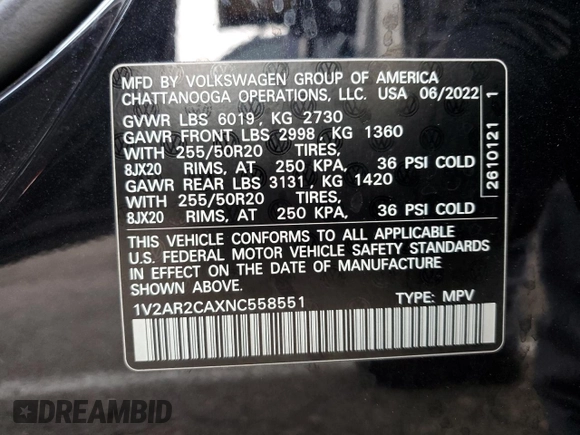 MFD BY VOLKSWAGEN GROUP OF AMERICA
CHATTANOOGA OPERATIONS, LLC. USA 06/2022
GVWR LBS 6019, KG 2730
GAWR FRONT LBS 2998, KG 1360
WITH 255/50R20 TIRES,
8JX20 RIMS, AT 250 KPA, 36 PSI COLD
GAWR REAR LBS 3131, KG 1420
WITH 255/50R20 TIRES,
8JX20 RIMS, AT 250 KPA, 36 PSI COLD
THIS VEHICLE CONFORMS TO ALL APPLICABLE
U.S. FEDERAL MOTOR VEHICLE SAFETY STANDARDS
IN EFFECT ON THE DATE OF MANUFACTURE
SHOWN ABOVE.
1V2AR2CAXNC558551 TYPE: MPV
2610121 1
DREAMBID